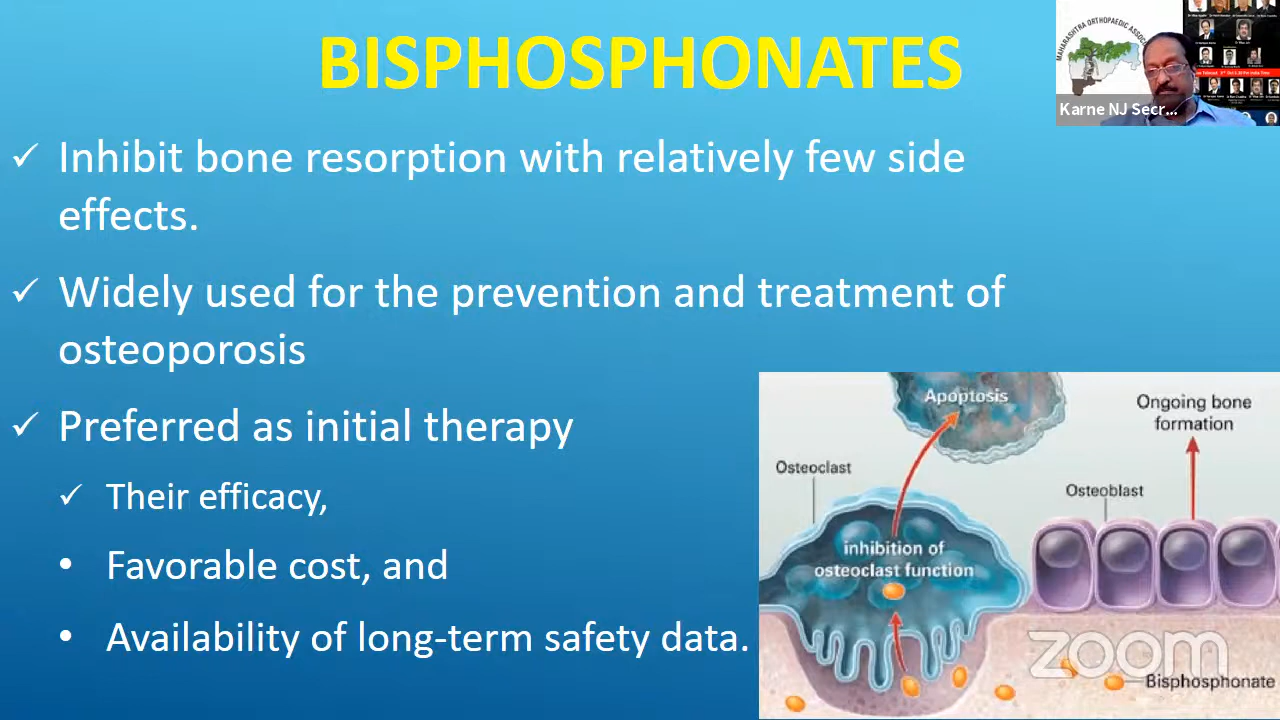 BISPHOSPHONATES
Inhibit bone resorption with relatively few side
effects.
Widely used for the prevention and treatment of
osteoporosis
Preferred as initial therapy
Their efficacy,
Favorable cost, and
Availability of long-term safety data.
MAHARASHTRA ORTHOPAEDIC
Karne NJ Secr...
Apoptosis
Ongoing bone
formation
Osteoclast
Osteoblast
inhibition of
osteoclast function
zoom
Bisphosphonate